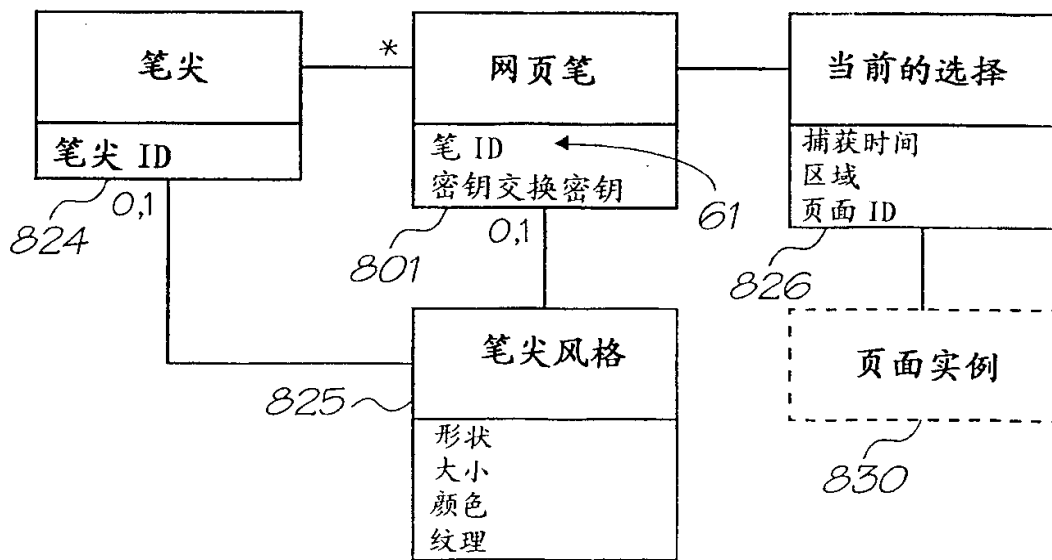 笔尖
笔尖 ID
824
0,1
*
网页笔
笔 ID
密钥交换密钥
801
0,1
61
当前的选择
捕获时间
区域
页面 ID
826
笔尖风格
825
形状
大小
颜色
纹理
页面实例
830